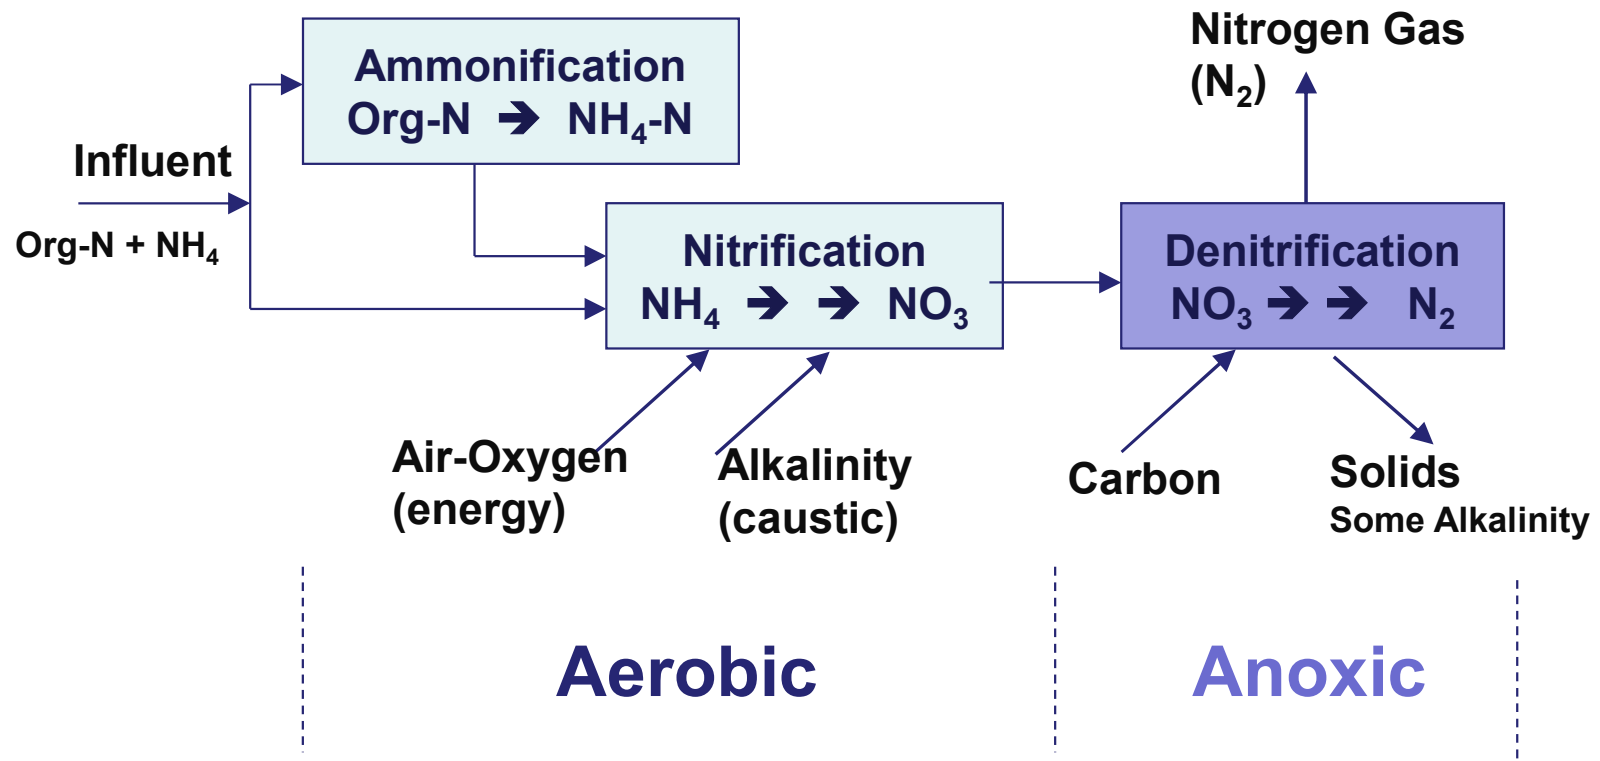 Ammonification
Org-N ➔ NH₄-N
Influent
Org-N + NH₄
Nitrification
NH₄ ➔ ➔ NO₃
Nitrogen Gas
(N₂)
Denitrification
NO₃ ➔ ➔ N₂
Air-Oxygen
(energy)
Alkalinity
(caustic)
Carbon
Solids
Some Alkalinity
Aerobic
Anoxic